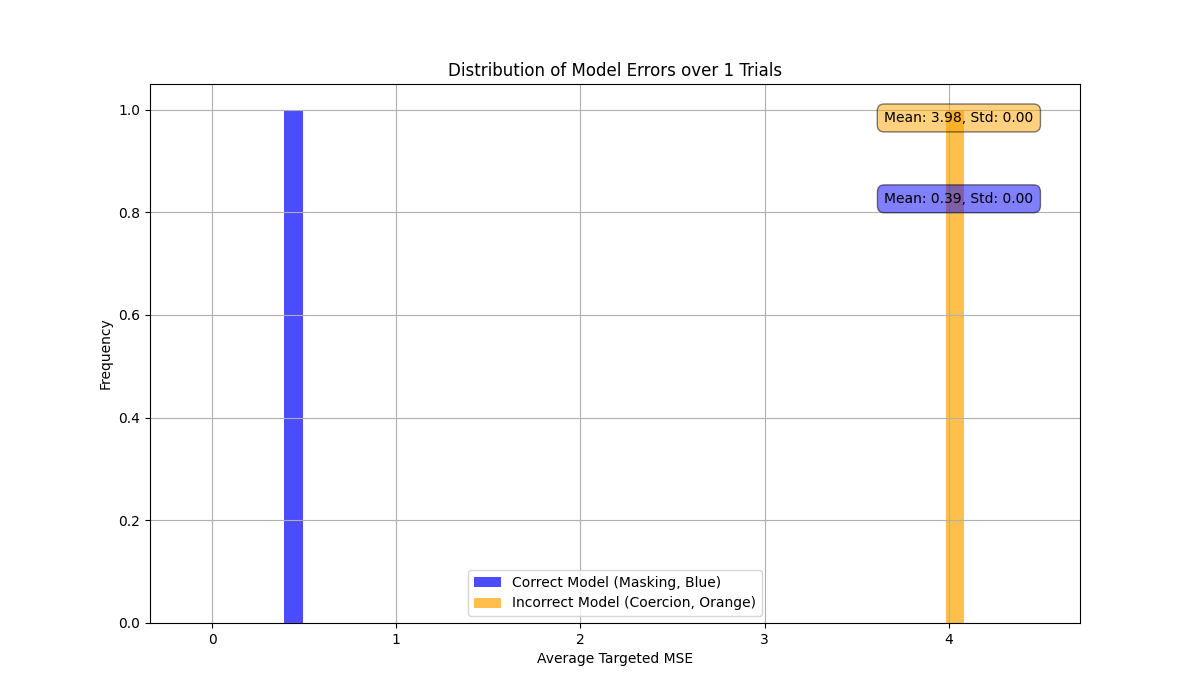 Distribution of Model Errors over 1 Trials
Mean: 3.98, Std: 0.00
Mean: 0.39, Std: 0.00
Frequency
1.0
0.8
0.6
0.4
0.2
0.0
Correct Model (Masking, Blue)
Incorrect Model (Coercion, Orange)
0 1 2 3 4
Average Targeted MSE